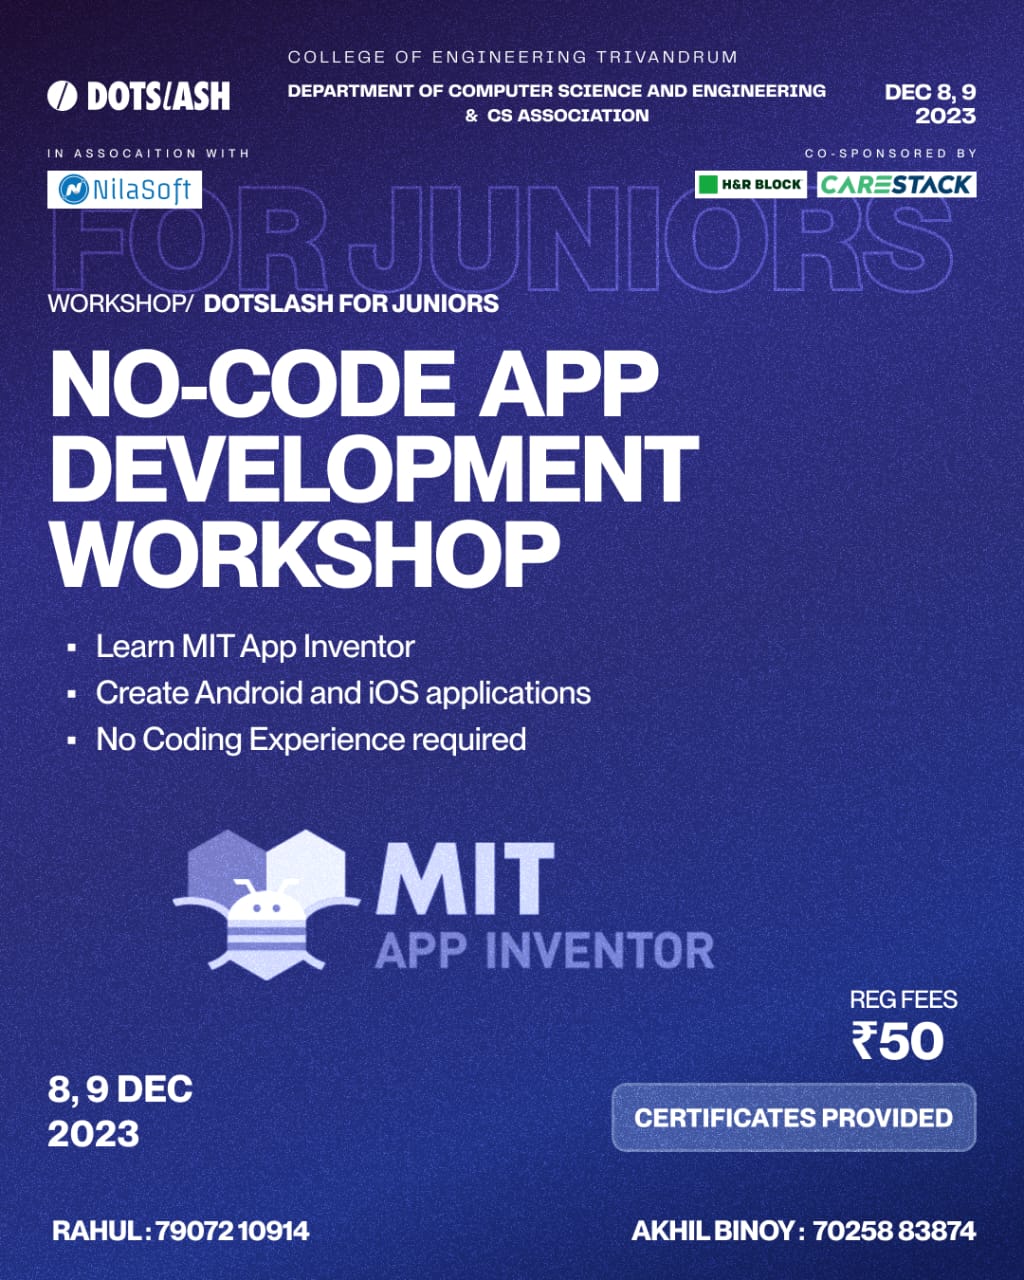 COLLEGE OF ENGINEERING TRIVANDRUM
DOTS/ASH
DEPARTMENT OF COMPUTER SCIENCE AND ENGINEERING
& CS ASSOCIATION
DEC 8, 9
2023
IN ASSOCAITION WITH
NilaSoft
CO-SPONSORED BY
H&R BLOCK
CARESTACK
FOR JUNIORS
WORKSHOP/ DOTSLASH FOR JUNIORS
NO-CODE APP
DEVELOPMENT
WORKSHOP
▪ Learn MIT App Inventor
▪ Create Android and iOS applications
▪ No Coding Experience required
MIT
APP INVENTOR
REG FEES
₹50
8, 9 DEC
2023
CERTIFICATES PROVIDED
RAHUL : 79072 10914
AKHIL BINOY : 70258 83874